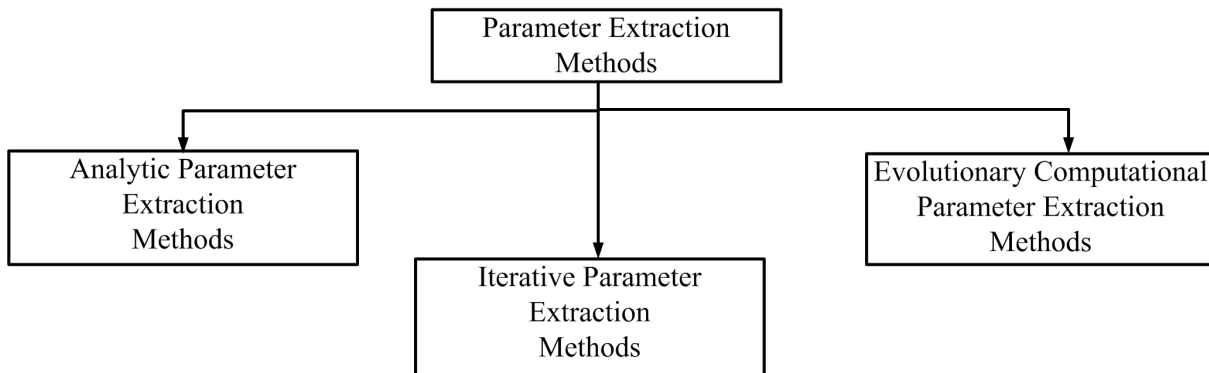 Parameter Extraction
Methods
Analytic Parameter
Extraction
Methods
Evolutionary Computational
Parameter Extraction
Methods
Iterative Parameter
Extraction
Methods